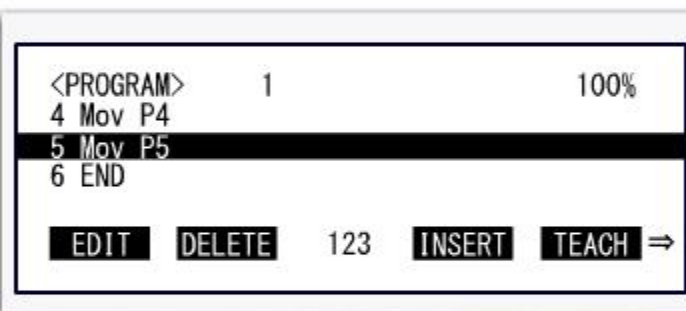 <PROGRAM> 1 100%
4 Mov P4
5 Mov P5
6 END
EDIT DELETE 123 INSERT TEACH ⇒